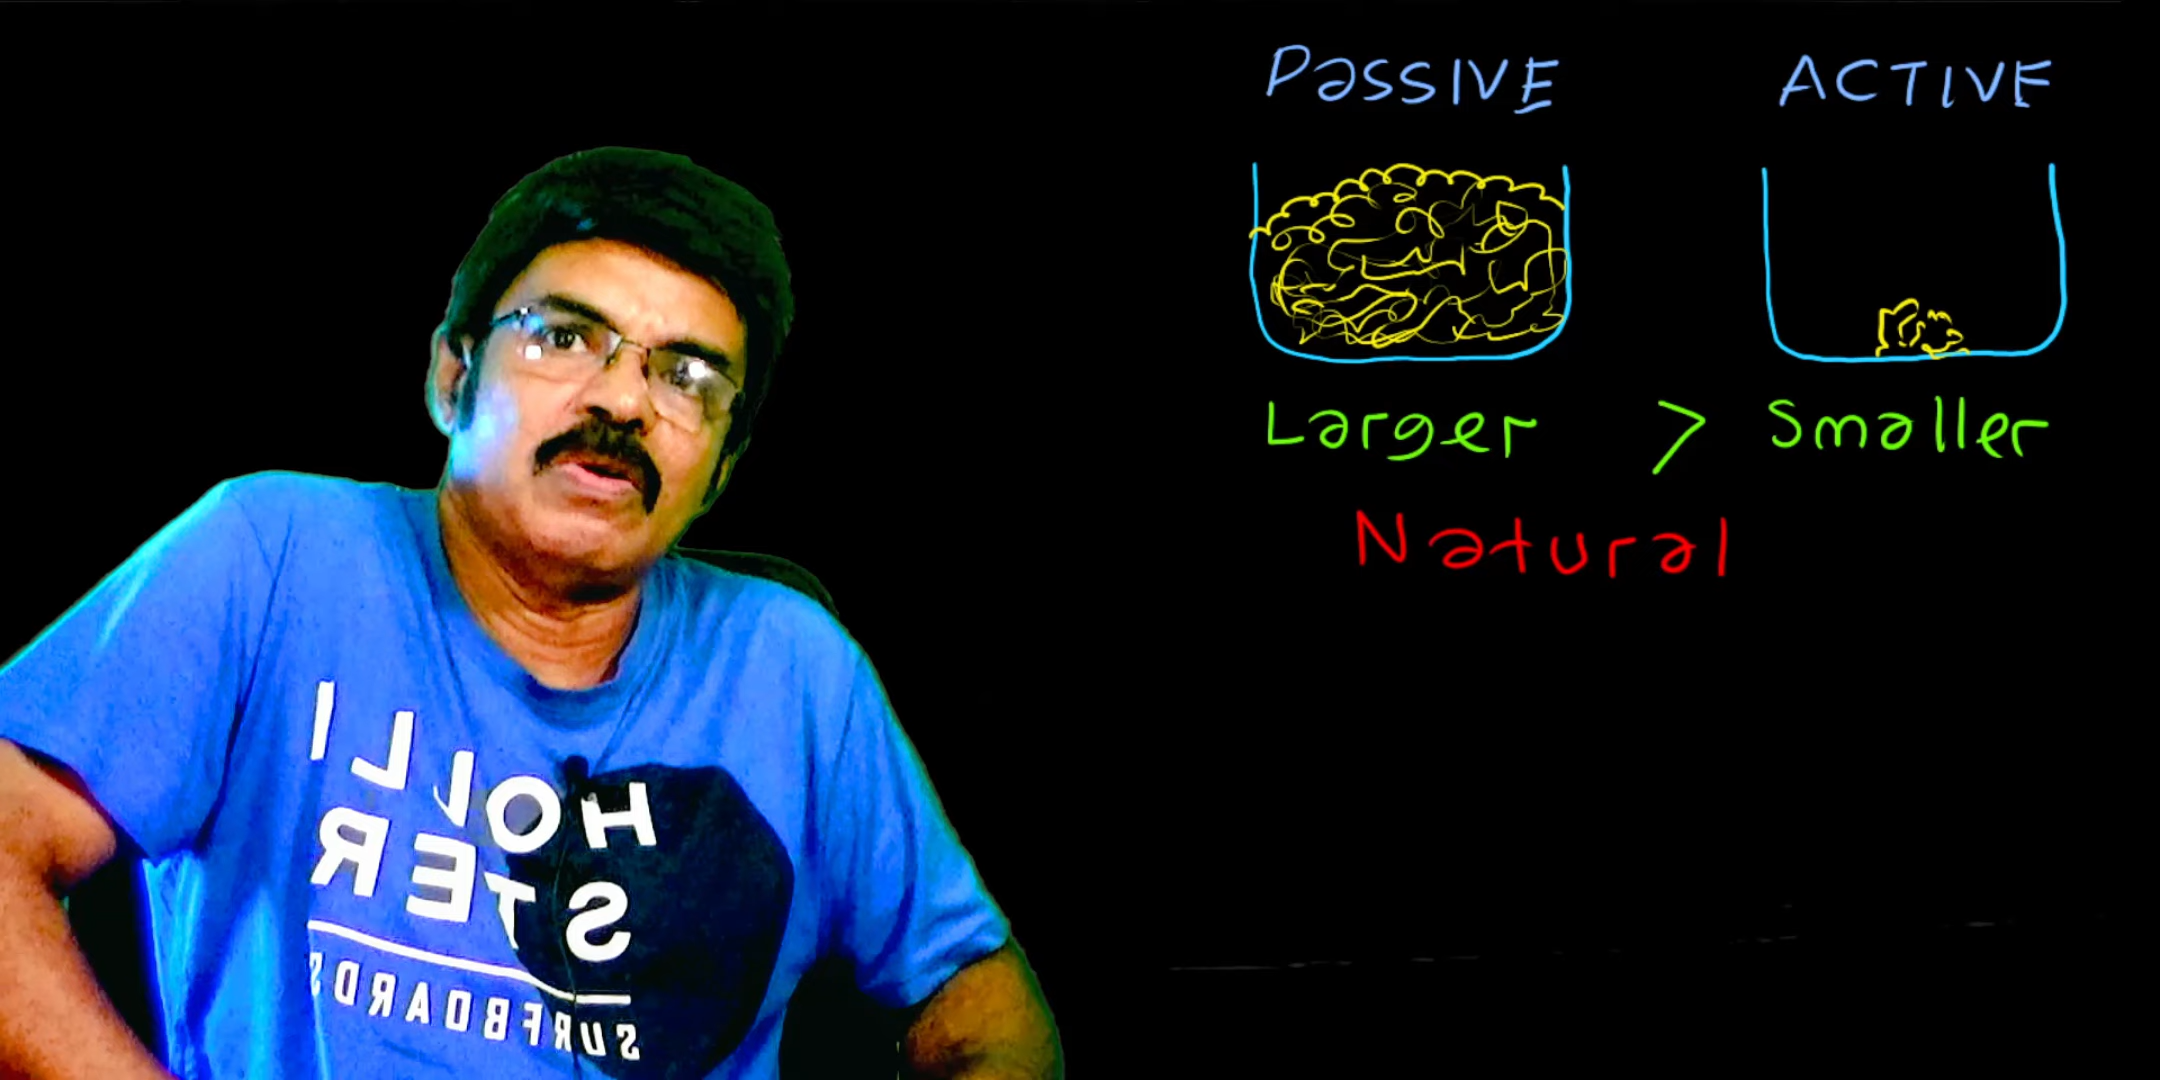 PassIVE ACTIVE
Larger > Smaller
Natural
HOLLI
STER
SURFBOARDS